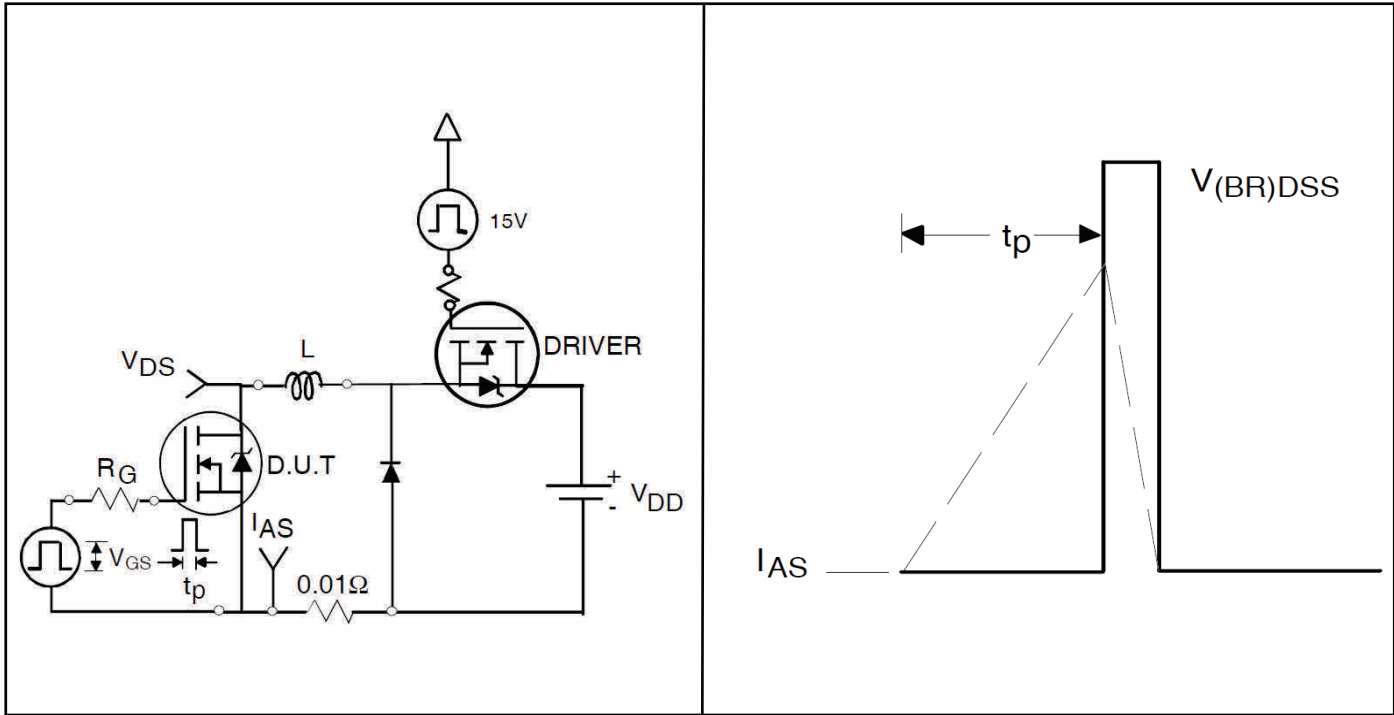 15V
DRIVER
L
VDS
D.U.T
RG
+
VDD
-
IAS
VGS
tp
0.01Ω
V(BR)DSS
tp
IAS